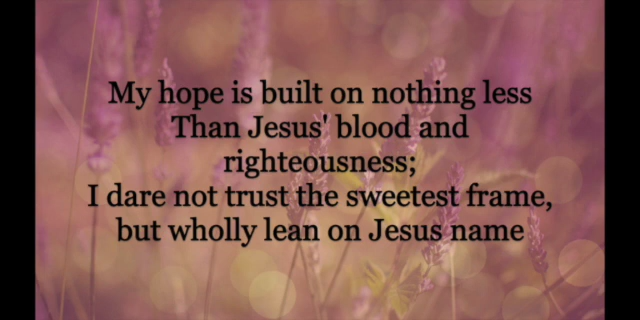 My hope is built on nothing less
Than Jesus' blood and
righteousness;
I dare not trust the sweetest frame,
but wholly lean on Jesus name